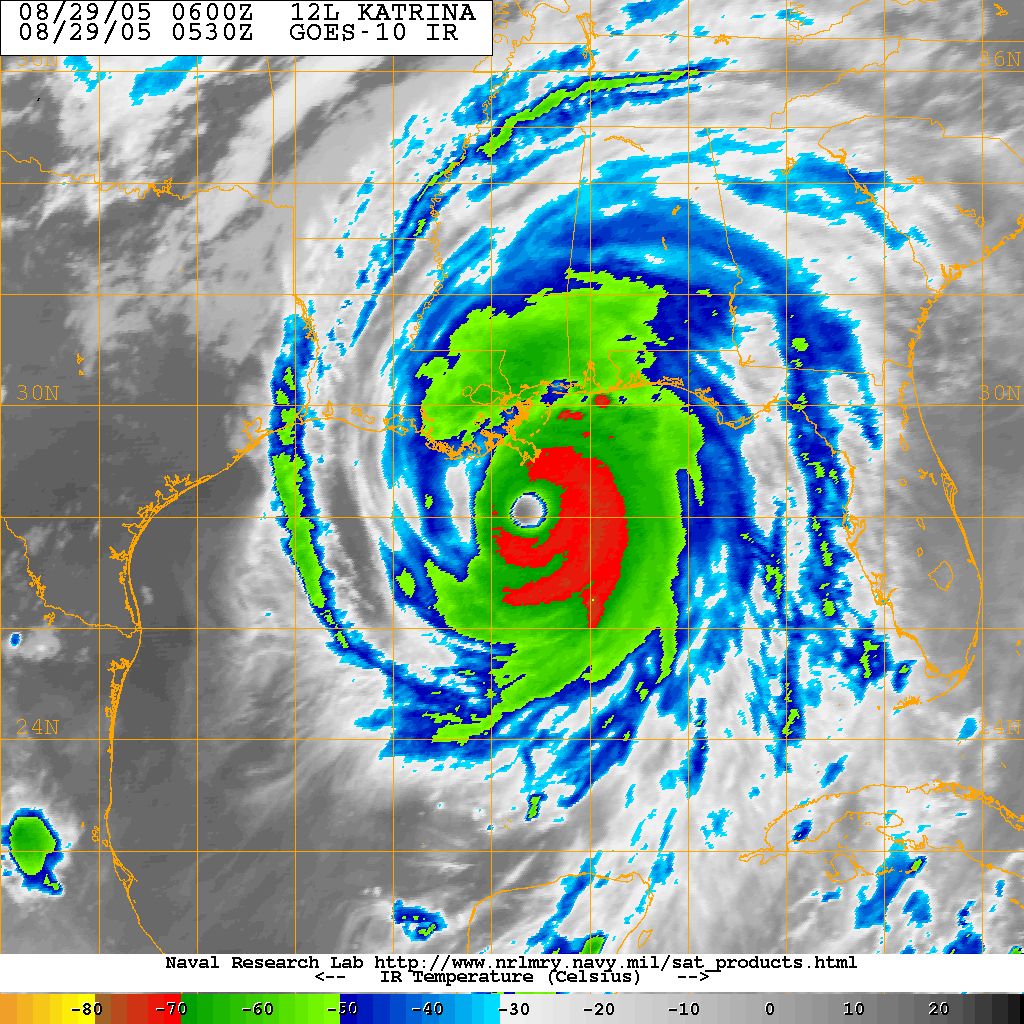 08/29/05 0600Z 12L KATRINA
08/29/05 0530Z GOES-10 IR
36N
30N 30N
24N 24N
Naval Research Lab http://www.nrlmry.navy.mil/sat_products.html
<-- IR Temperature (Celsius) -->
-80 -70 -60 -50 -40 -30 -20 -10 0 10 20